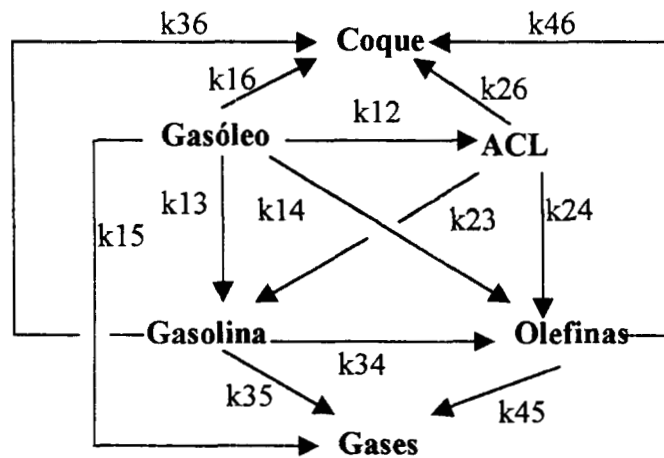 k36 Coque k46
k16 k26
k12
Gasóleo ACL
k13 k14 k23 k24
k15
Gasolina Olefinas
k34
k35 k45
Gases